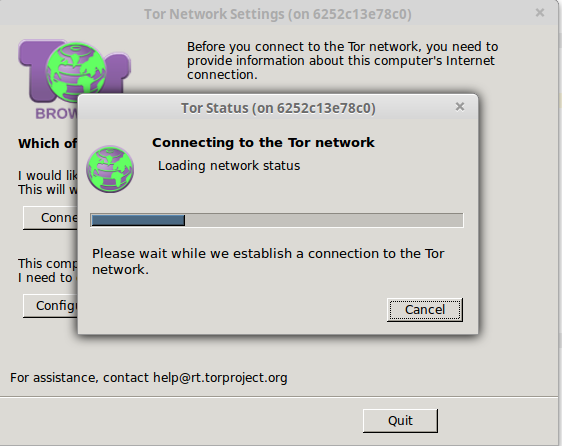 Tor Network Settings (on 6252c13e78c0)
Before you connect to the Tor network, you need to
provide information about this computer's Internet
connection.
Tor
BROW
Tor Status (on 6252c13e78c0)
Connecting to the Tor network
Loading network status
Please wait while we establish a connection to the Tor
network.
Cancel
Which of
I would lik
This will w
Conne
This comp
I need to
Config
For assistance, contact help@rt.torproject.org
Quit